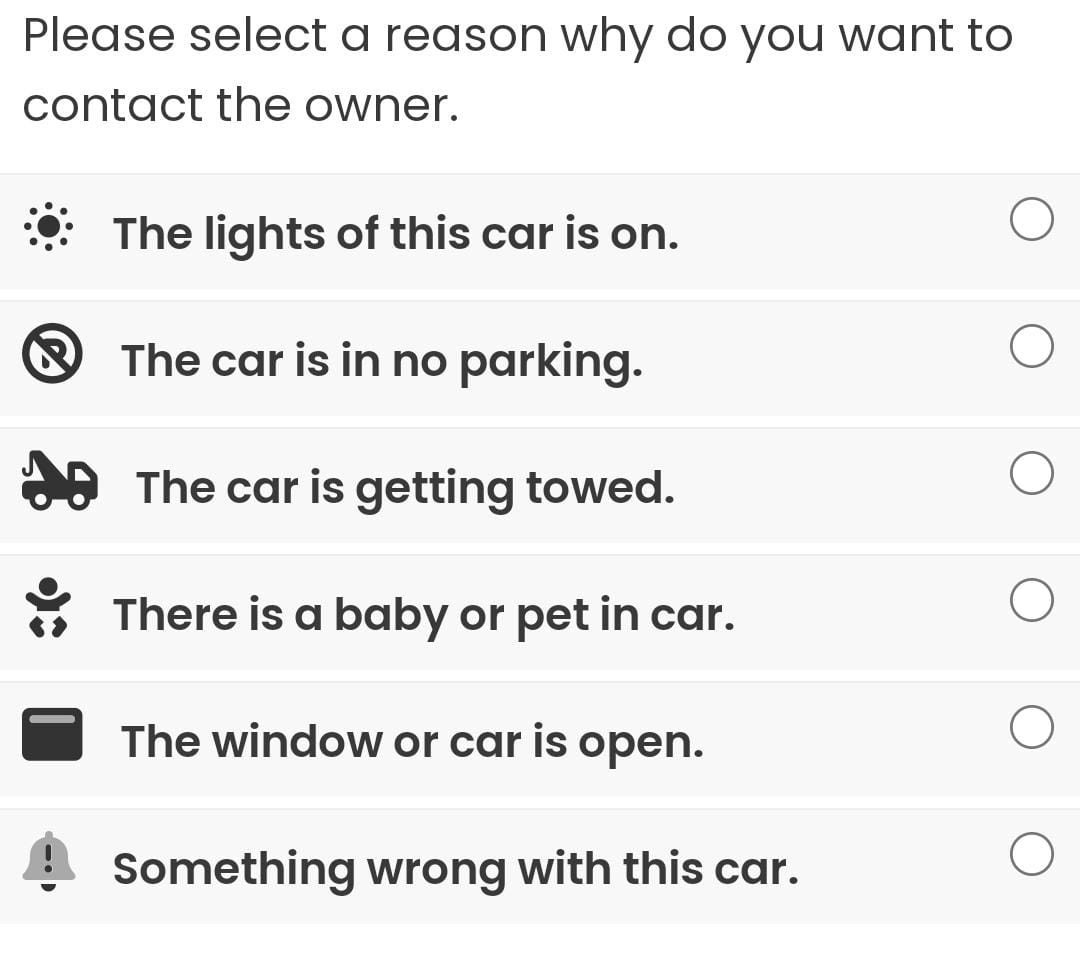 Please select a reason why do you want to
contact the owner.
The lights of this car is on.
The car is in no parking.
The car is getting towed.
There is a baby or pet in car.
The window or car is open.
Something wrong with this car.